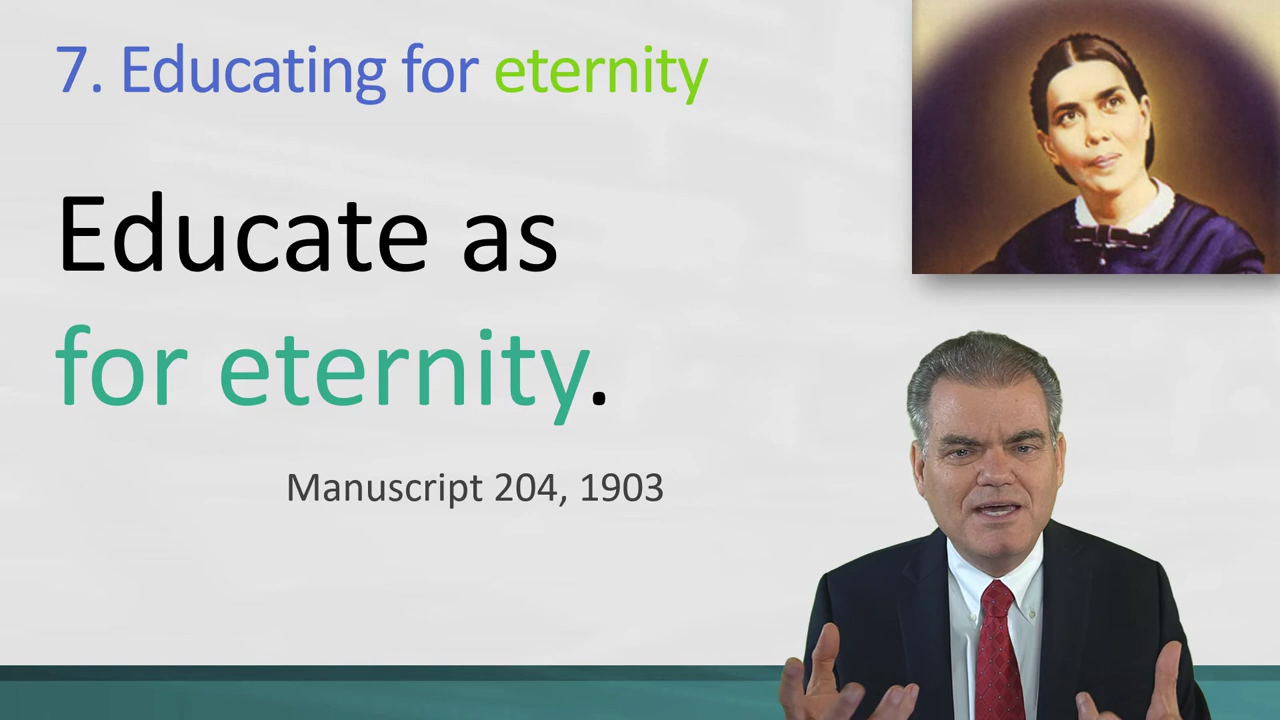 7. Educating for eternity
Educate as
for eternity.
Manuscript 204, 1903